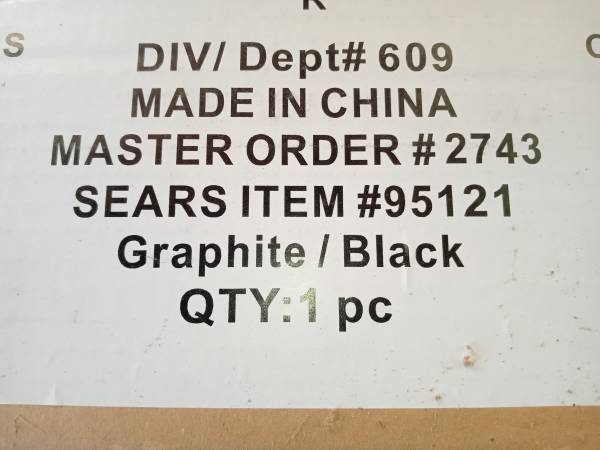 K
S
DIV/ Dept# 609
MADE IN CHINA
MASTER ORDER # 2743
SEARS ITEM #95121
Graphite / Black
QTY:1 pc